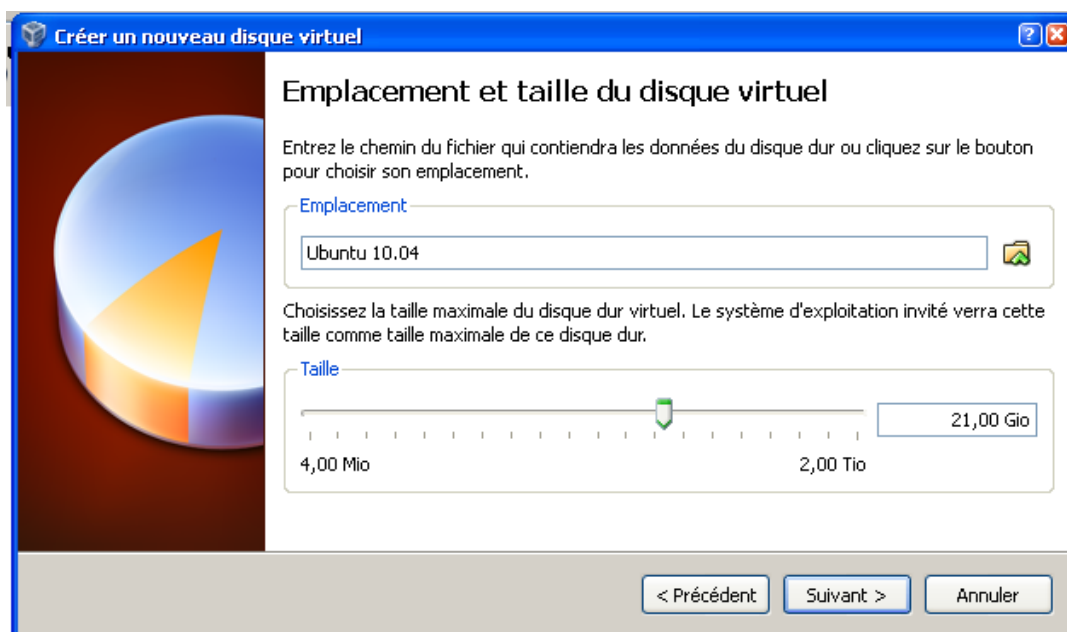 Créer un nouveau disque virtuel
Emplacement et taille du disque virtuel
Entrez le chemin du fichier qui contiendra les données du disque dur ou cliquez sur le bouton
pour choisir son emplacement.
Emplacement
Ubuntu 10.04
Choisissez la taille maximale du disque dur virtuel. Le système d'exploitation invité verra cette
taille comme taille maximale de ce disque dur.
Taille
21,00 Gio
4,00 Mio
2,00 Tio
< Précédent
Suivant >
Annuler